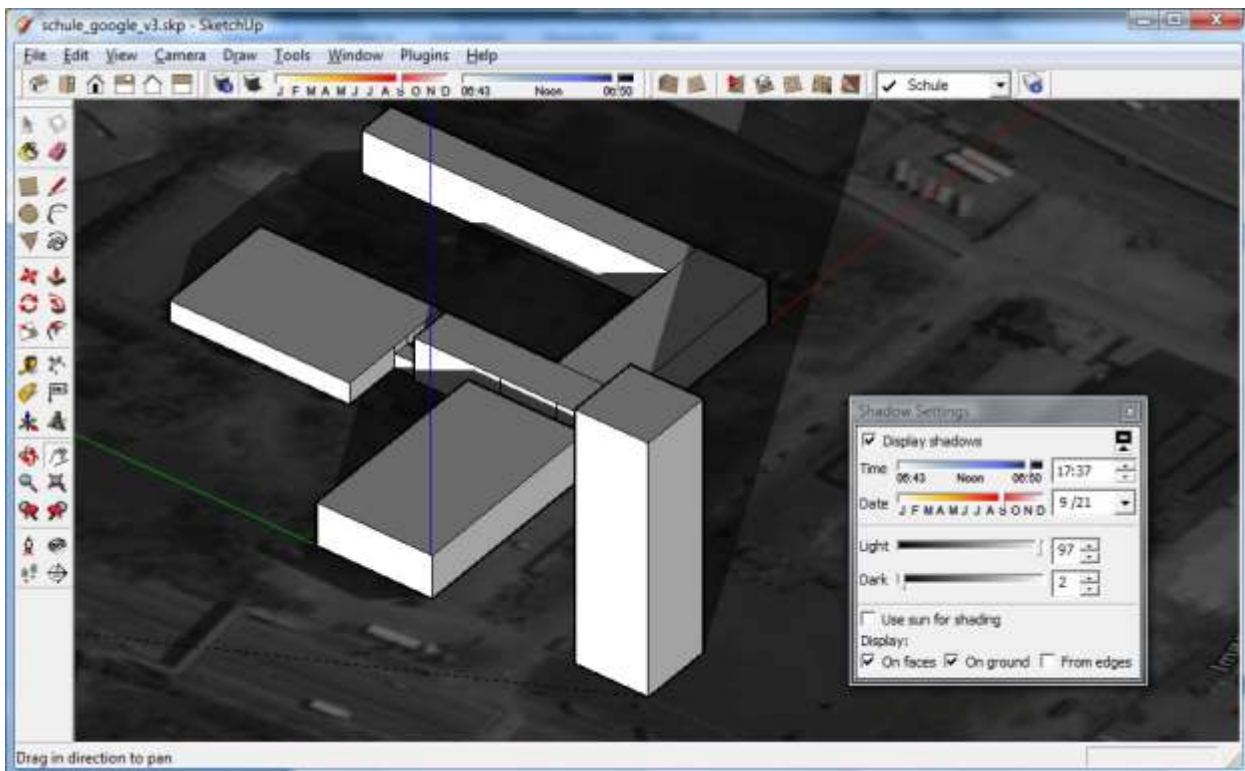 schule_google_v3.skp - SketchUp
File Edit View Camera Draw Tools Window Plugins Help
J F M A M J J A S O N D 06:43 Noon 06:50 Schule
Shadow Settings
Display shadows
Time 06:43 Noon 06:50 17:37
Date J F M A M J J A S O N D 9/21
Light 97
Dark 2
Use sun for shading
Display:
On faces On ground From edges
Drag in direction to pan